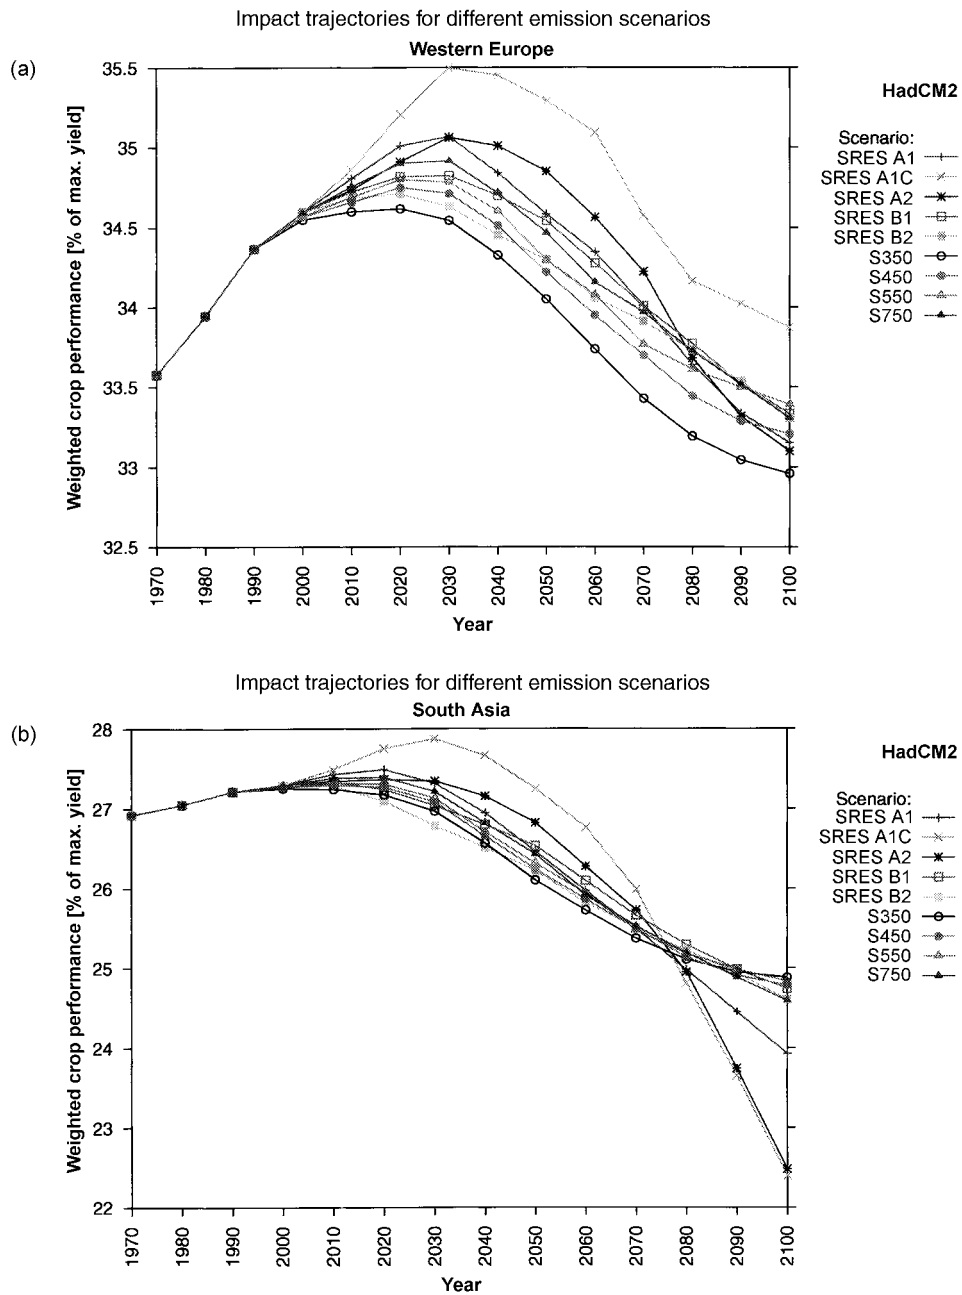 Impact trajectories for different emission scenarios
Western Europe
(a)
HadCM2
Scenario:
SRES A1
SRES A1C
SRES A2
SRES B1
SRES B2
S350
S450
S550
S750
Weighted crop performance [% of max. yield]
35.5
35
34.5
34
33.5
33
32.5
1970 1980 1990 2000 2010 2020 2030 2040 2050 2060 2070 2080 2090 2100
Year
Impact trajectories for different emission scenarios
South Asia
(b)
HadCM2
Scenario:
SRES A1
SRES A1C
SRES A2
SRES B1
SRES B2
S350
S450
S550
S750
Weighted crop performance [% of max. yield]
28
27
26
25
24
23
22
1970 1980 1990 2000 2010 2020 2030 2040 2050 2060 2070 2080 2090 2100
Year